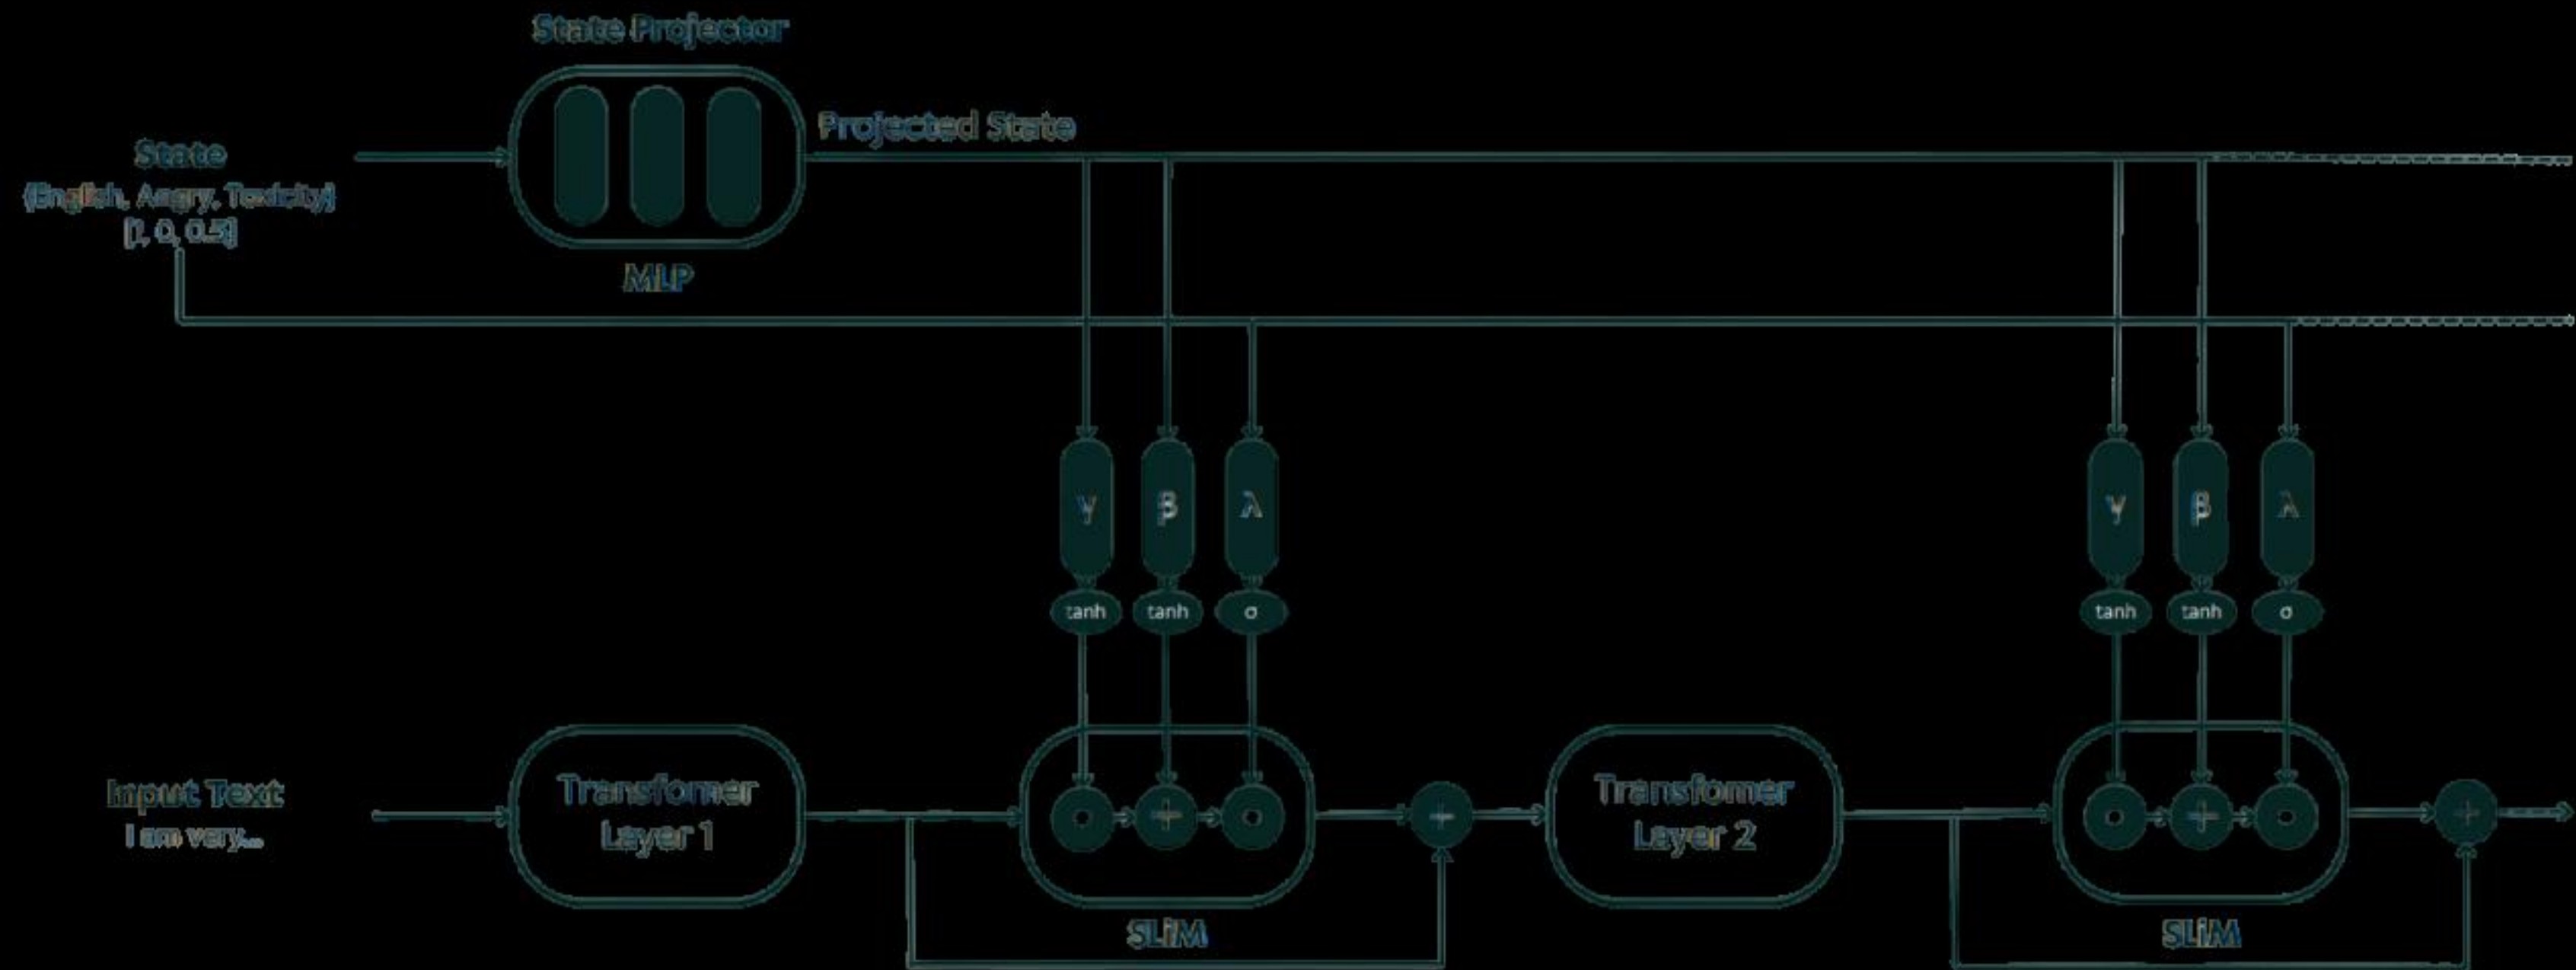 State Projector
Projected State
State
{English, Angry, Toxicity}
[1, 0, 0.5]
MLP
γ β λ
γ β λ
tanh tanh σ
tanh tanh σ
Input Text
I am very...
Transfomer
Layer 1
+
+
Transfomer
Layer 2
+
+
SLiM
SLiM